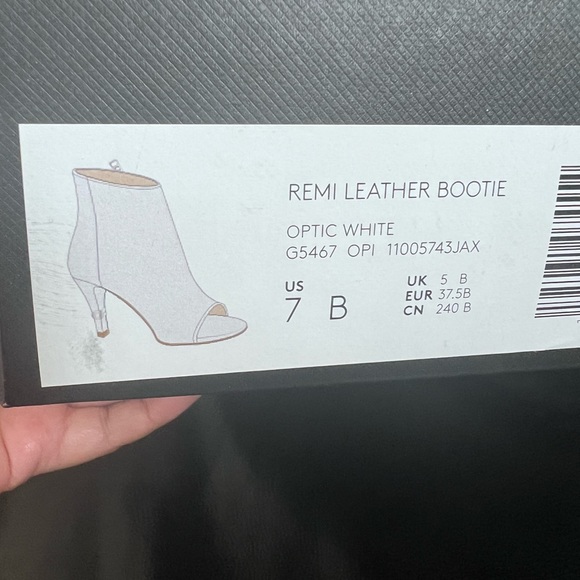 REMI LEATHER BOOTIE
OPTIC WHITE
G5467 OPI 11005743JAX
US
7 B
UK 5 B
EUR 37.5B
CN 240 B